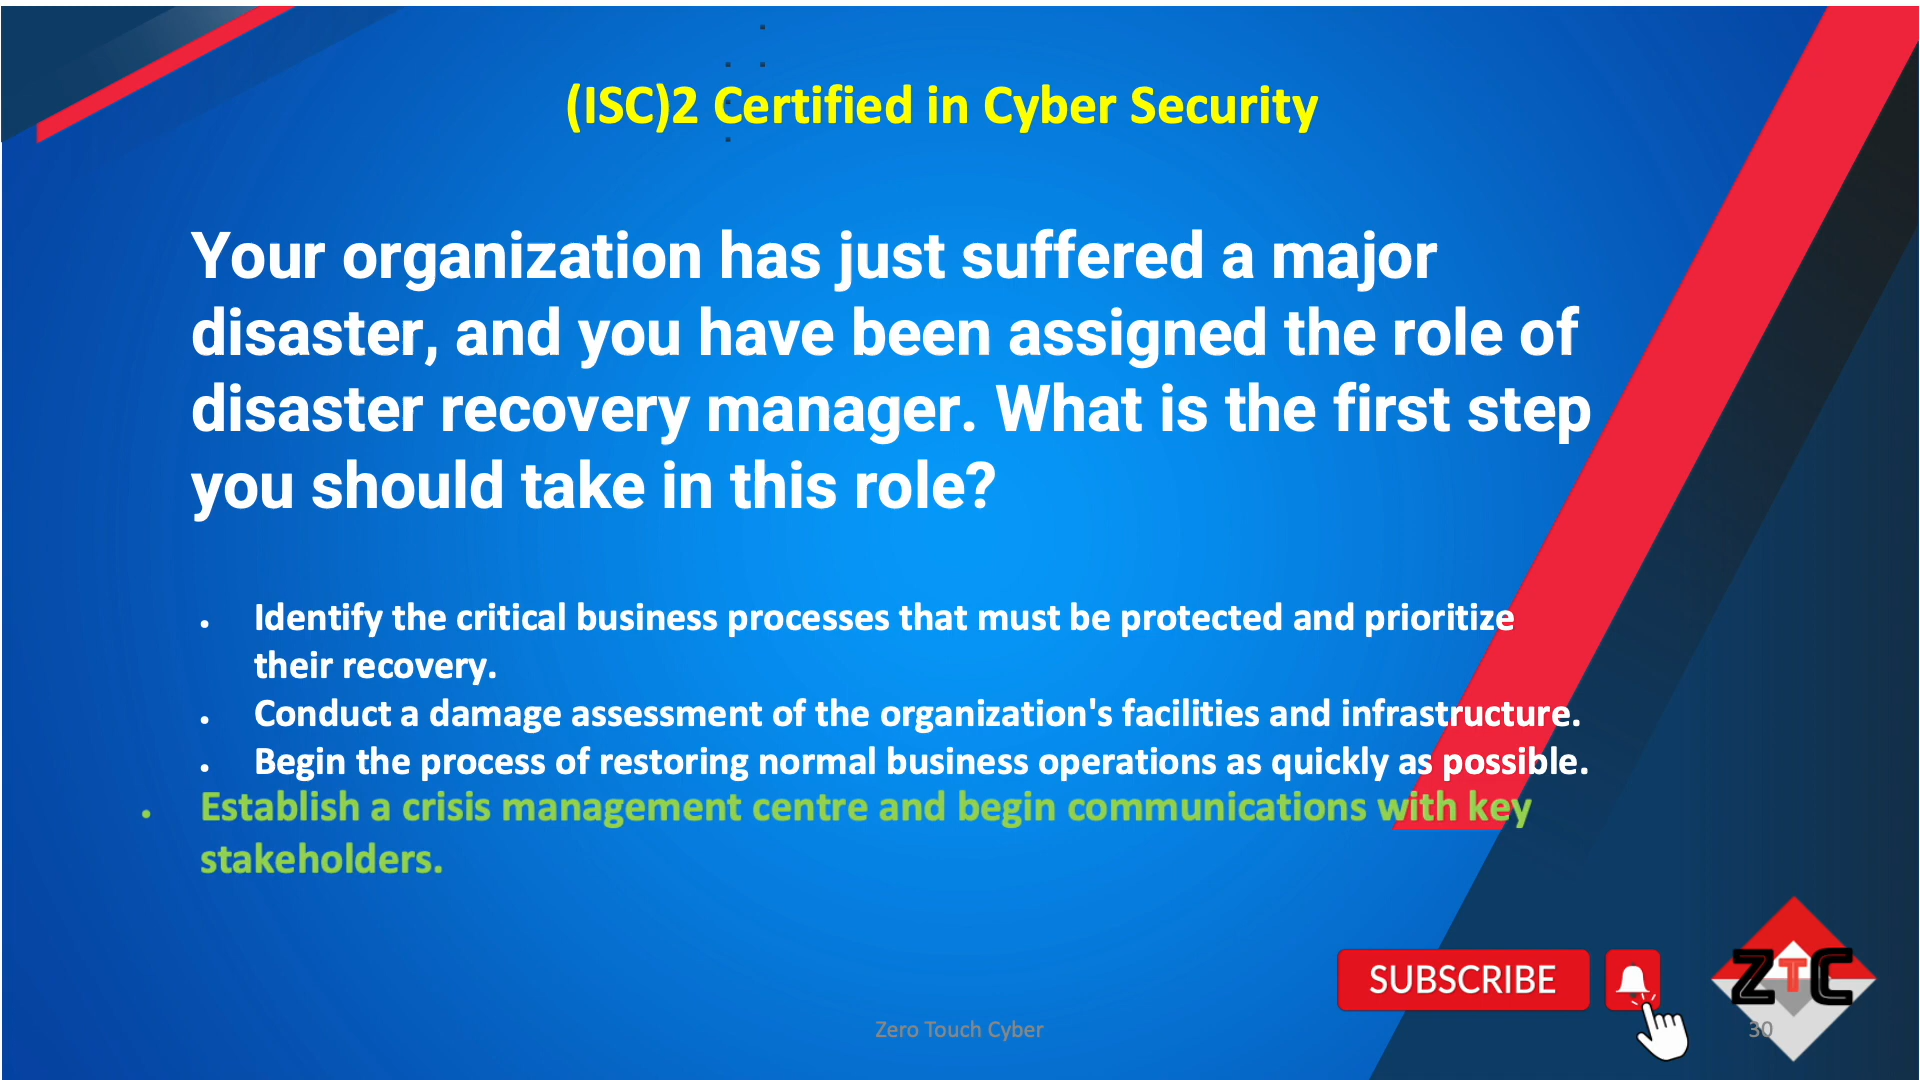 (ISC)2 Certified in Cyber Security
Your organization has just suffered a major
disaster, and you have been assigned the role of
disaster recovery manager. What is the first step
you should take in this role?
• Identify the critical business processes that must be protected and prioritize
their recovery.
• Conduct a damage assessment of the organization's facilities and infrastructure.
• Begin the process of restoring normal business operations as quickly as possible.
• Establish a crisis management centre and begin communications with key
stakeholders.
SUBSCRIBE
ZTC
Zero Touch Cyber
30